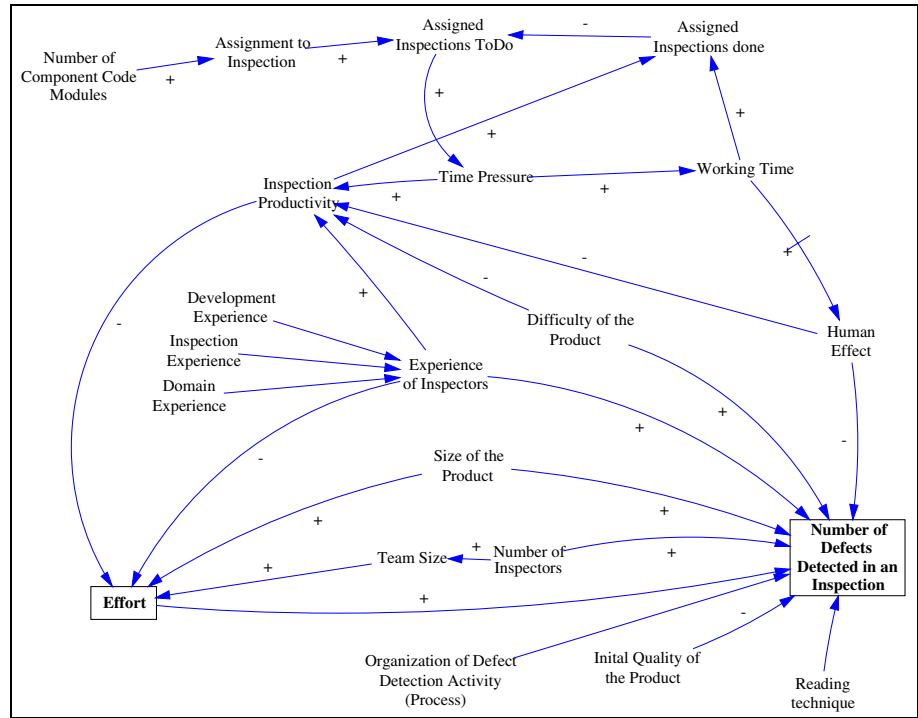 Number of
Component Code
Modules
+
Assignment to
Inspection
+
Assigned
Inspections ToDo
-
Assigned
Inspections done
+
+
+
Inspection
Productivity
+
Time Pressure
+
Working Time
+
-
-
-
+
Development
Experience
Inspection
Experience
Domain
Experience
Experience
of Inspectors
Difficulty of the
Product
Human
Effect
+
+
-
-
Size of the
Product
+
+
Team Size
+
Number of
Inspectors
+
+
Number of
Defects
Detected in an
Inspection
Effort
+
-
Organization of Defect
Detection Activity
(Process)
Inital Quality of
the Product
Reading
technique